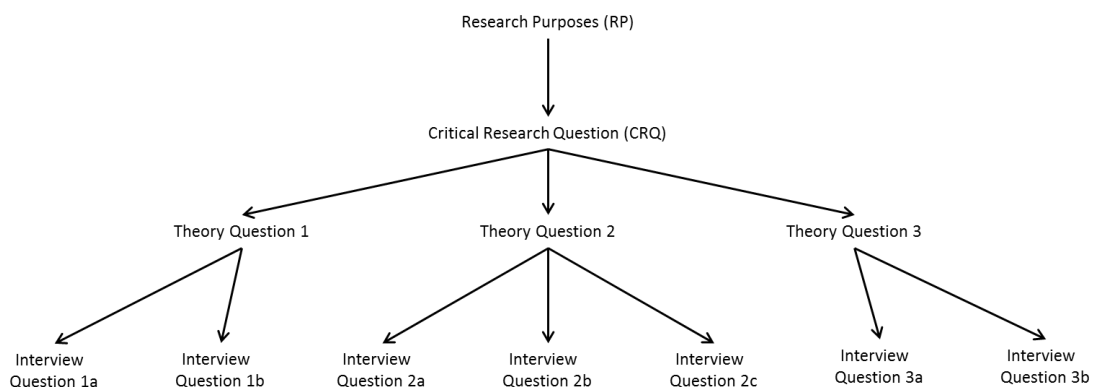 Research Purposes (RP)
Critical Research Question (CRQ)
Theory Question 1
Theory Question 2
Theory Question 3
Interview
Question 1a
Interview
Question 1b
Interview
Question 2a
Interview
Question 2b
Interview
Question 2c
Interview
Question 3a
Interview
Question 3b